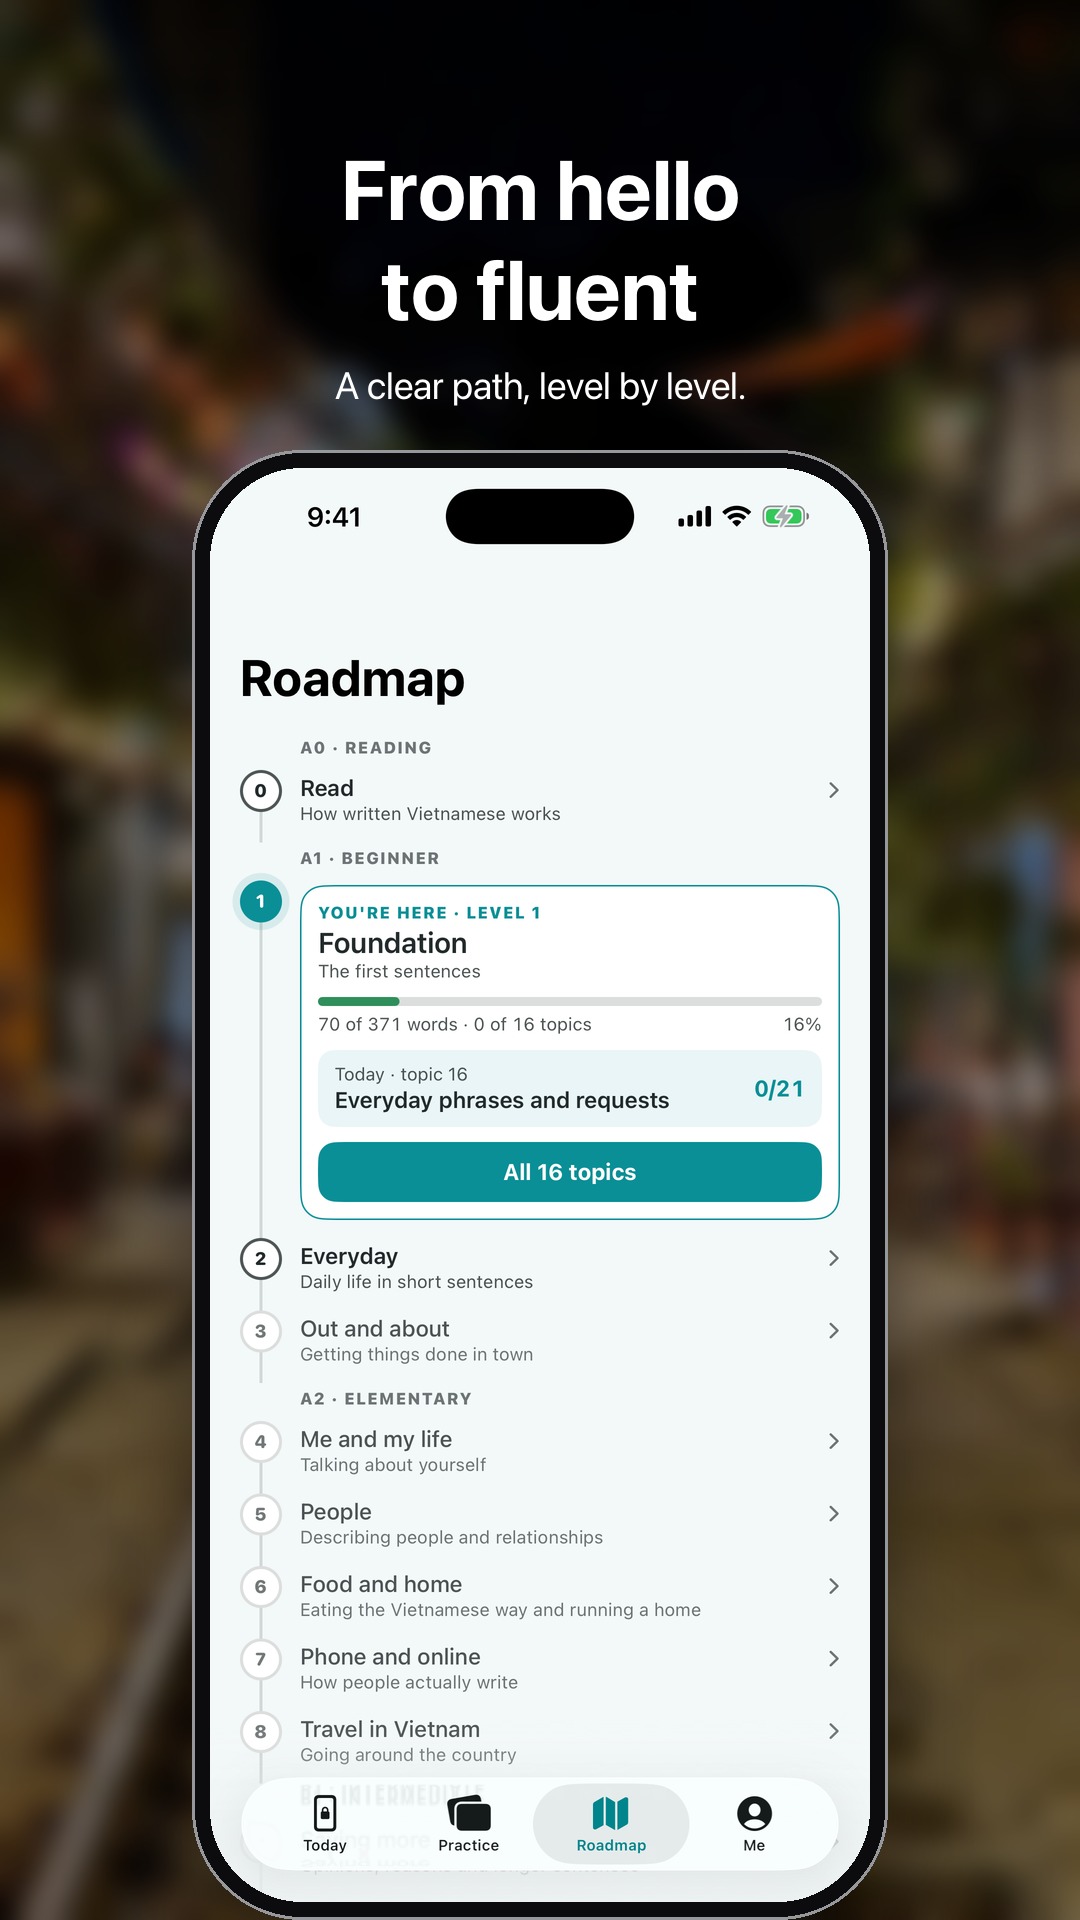 From hello
to fluent
A clear path, level by level.
9:41
Roadmap
A0 · READING
0
Read
How written Vietnamese works
A1 · BEGINNER
1
YOU'RE HERE · LEVEL 1
Foundation
The first sentences
70 of 371 words · 0 of 16 topics
16%
Today · topic 16
Everyday phrases and requests
0/21
All 16 topics
2
Everyday
Daily life in short sentences
3
Out and about
Getting things done in town
A2 · ELEMENTARY
4
Me and my life
Talking about yourself
5
People
Describing people and relationships
6
Food and home
Eating the Vietnamese way and running a home
7
Phone and online
How people actually write
8
Travel in Vietnam
Going around the country
Today
Practice
Roadmap
Me